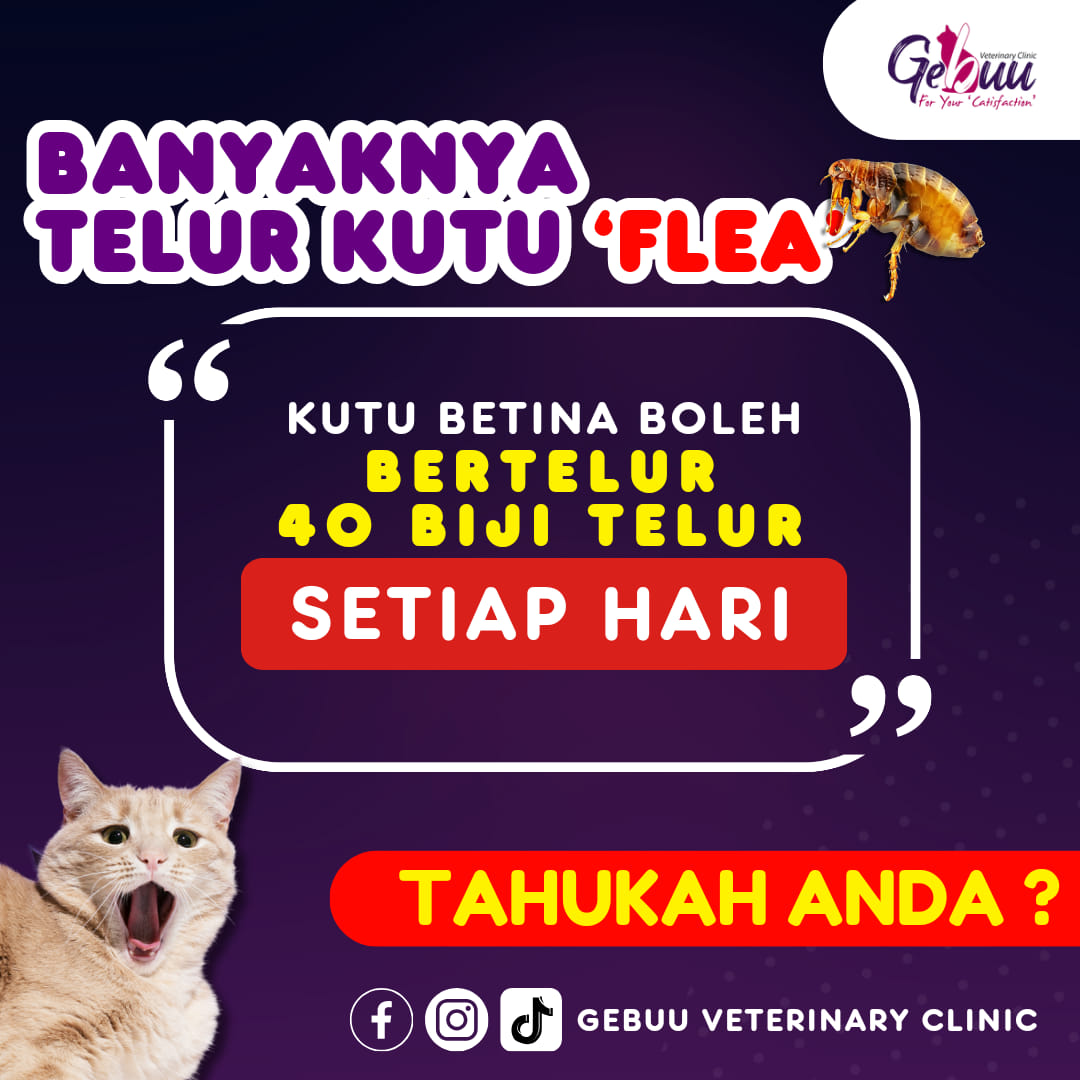 Gebuu
Veterinary Clinic
For Your 'Catisfaction'
BANYAKNYA
TELUR KUTU ‘FLEA’
“
KUTU BETINA BOLEH
BERTELUR
40 BIJI TELUR
SETIAP HARI
”
TAHUKAH ANDA ?
GEBUU VETERINARY CLINIC